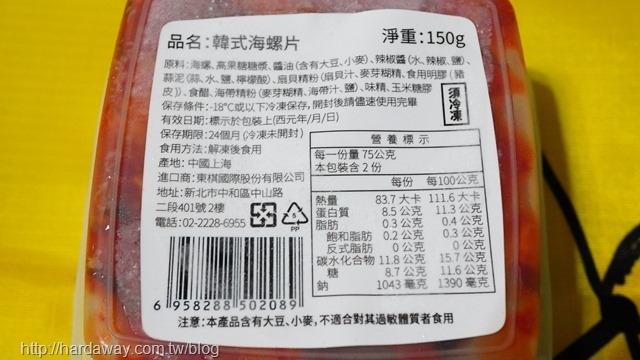 品名:韓式海螺片
淨重:150g
原料:海螺、高果糖糖漿、醬油(含有大豆、小麥)、辣椒醬(水、辣椒、鹽)、
蒜泥(蒜、水、鹽、檸檬酸)、扇貝精粉(扇貝汁、麥芽糊精、食用明膠(豬
皮))、食醋、海帶精粉(麥芽糊精、海帶汁、鹽)、味精、玉米糖膠
保存條件:-18°C或以下冷凍保存,開封後請儘速使用完畢
有效日期:標示於包裝上(西元年/月/日)
保存期限:24個月(冷凍未開封)
食用方法:解凍後食用
產地:中國上海
進口商:東棋國際股份有限公司
地址:新北市中和區中山路
二段401號2樓
電話:02-2228-6955
5
PP
須冷凍
營養標示
每一份量 75公克
本包裝含 2 份
每份 每100公克
熱量 83.7 大卡 111.6 大卡
蛋白質 8.5 公克 11.3 公克
脂肪 0.3 公克 0.4 公克
飽和脂肪 0.2 公克 0.3 公克
反式脂肪 0 公克 0 公克
碳水化合物 11.8 公克 15.7 公克
糖 8.7 公克 11.6 公克
鈉 1043 毫克 1390 毫克
6 958288 502089
注意:本產品含有大豆、小麥,不適合對其過敏體質者食用
http://hardaway.com.tw/blog